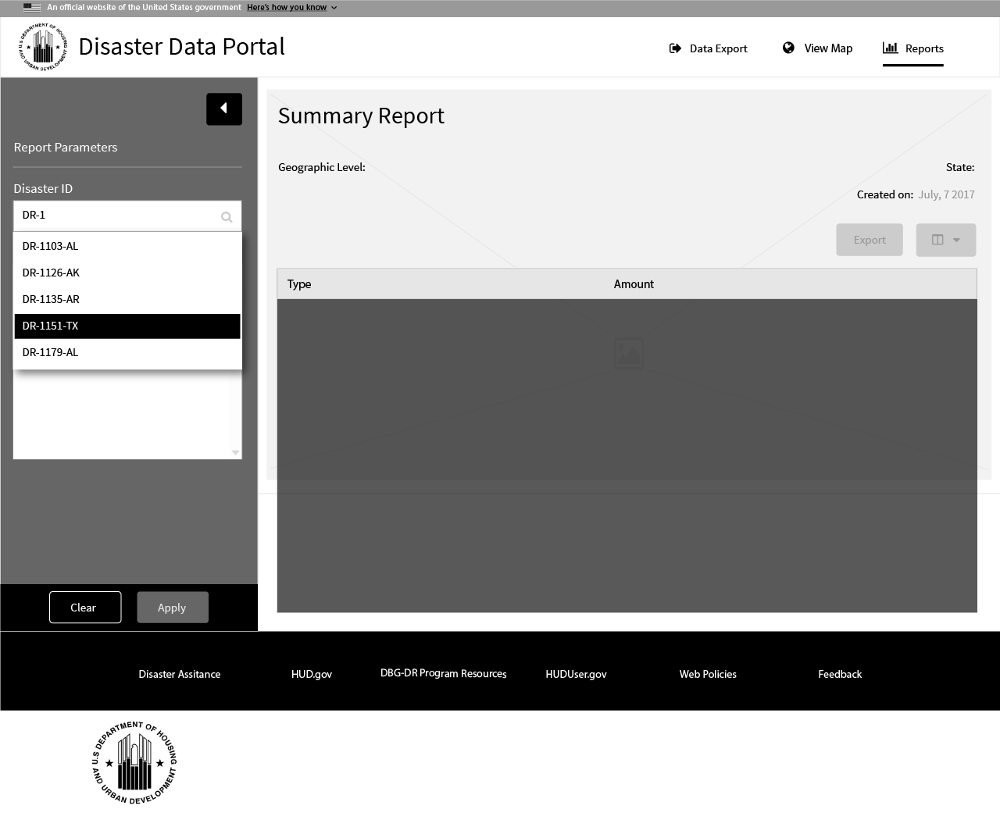 An official website of the United States government Here's how you know
U.S DEPARTMENT OF HOUSING AND URBAN DEVELOPMENT
Disaster Data Portal
Data Export
View Map
Reports
Report Parameters
Disaster ID
DR-1
DR-1103-AL
DR-1126-AK
DR-1135-AR
DR-1151-TX
DR-1179-AL
Clear
Apply
Summary Report
Geographic Level:
State:
Created on: July, 7 2017
Export
Type
Amount
Disaster Assitance
HUD.gov
DBG-DR Program Resources
HUDUser.gov
Web Policies
Feedback
U.S DEPARTMENT OF HOUSING AND URBAN DEVELOPMENT